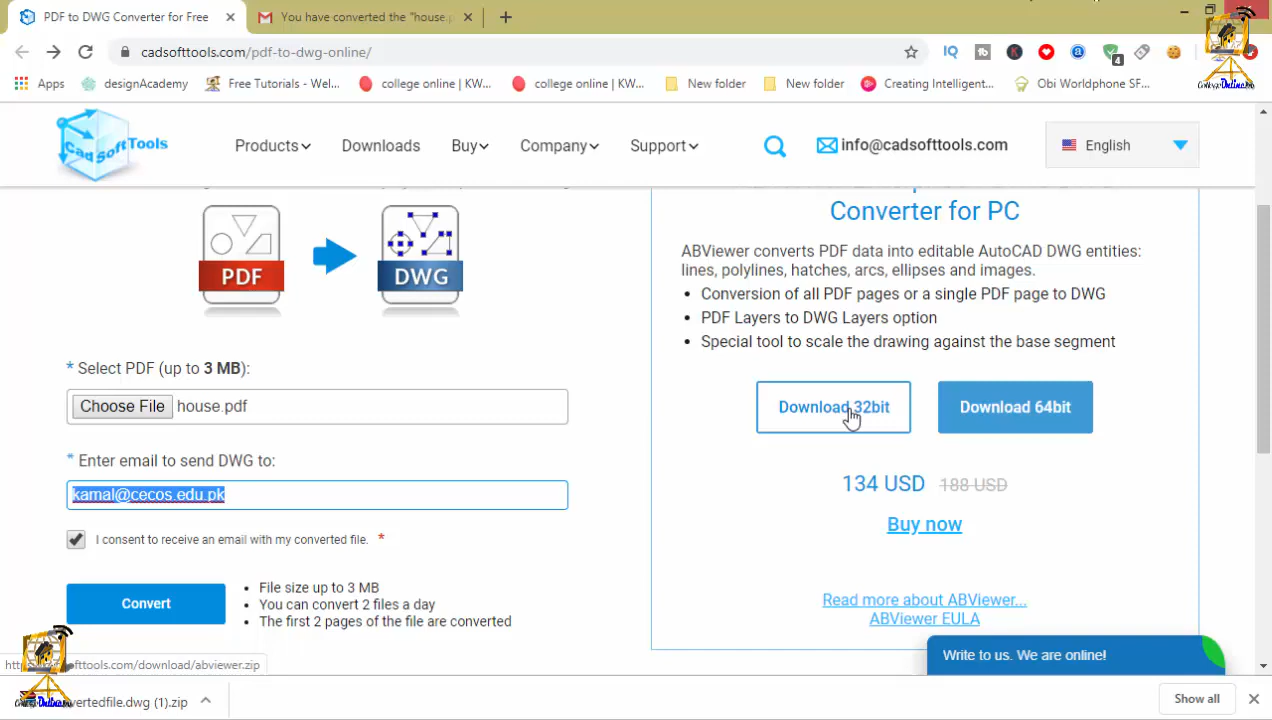 PDF to DWG Converter for Free
You have converted the "house.p
cadsofttools.com/pdf-to-dwg-online/
IQ
tb
K
a
4
Apps
designAcademy
Free Tutorials - Wel...
college online | KW...
college online | KW...
New folder
New folder
Creating Intelligent...
Obi Worldphone SF...
CadSoftTools
Products
Downloads
Buy
Company
Support
info@cadsofttools.com
English
Converter for PC
PDF
DWG
ABViewer converts PDF data into editable AutoCAD DWG entities:
lines, polylines, hatches, arcs, ellipses and images.
Conversion of all PDF pages or a single PDF page to DWG
PDF Layers to DWG Layers option
Special tool to scale the drawing against the base segment
* Select PDF (up to 3 MB):
Choose File house.pdf
Download 32bit
Download 64bit
* Enter email to send DWG to:
kamal@cecos.edu.pk
134 USD 188 USD
Buy now
I consent to receive an email with my converted file. *
Convert
File size up to 3 MB
You can convert 2 files a day
The first 2 pages of the file are converted
Read more about ABViewer...
ABViewer EULA
Write to us. We are online!
softtools.com/download/abviewer.zip
vertedfile.dwg (1).zip
Show all